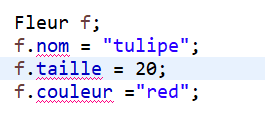 Fleur f;
f.nom = "tulipe";
f.taille = 20;
f.couleur ="red";